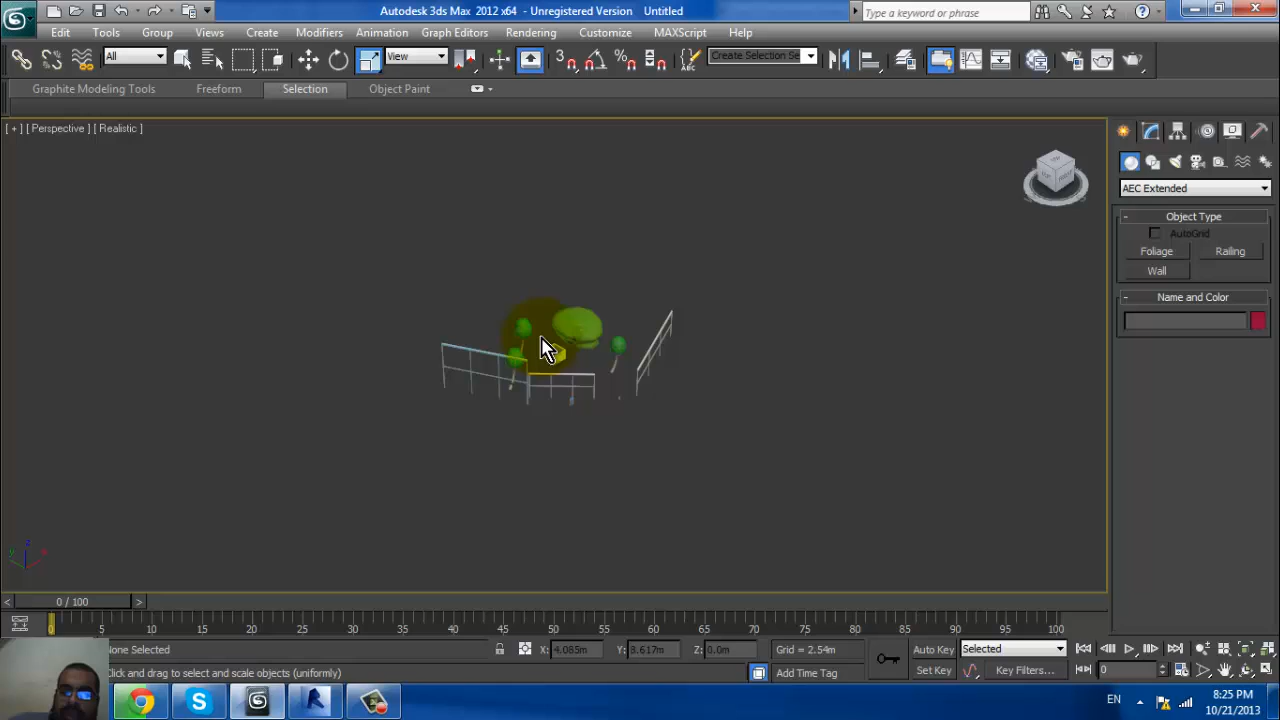 Autodesk 3ds Max 2012 x64 - Unregistered Version Untitled
Type a keyword or phrase
Edit Tools Group Views Create Modifiers Animation Graph Editors Rendering Customize MAXScript Help
All
View
3
Create Selection Se
Graphite Modeling Tools Freeform Selection Object Paint
[ + ] [ Perspective ] [ Realistic ]
AEC Extended
- Object Type
AutoGrid
Foliage Railing
Wall
- Name and Color
z
y x
< 0 / 100 >
0 5 10 15 20 25 30 35 40 45 50 55 60 65 70 75 80 85 90 95 100
None Selected X: 4.085m Y: 8.617m Z: 0.0m Grid = 2.54m Auto Key Selected
Click and drag to select and scale objects (uniformly) Add Time Tag Set Key Key Filters... 0
EN 8:25 PM
10/21/2013